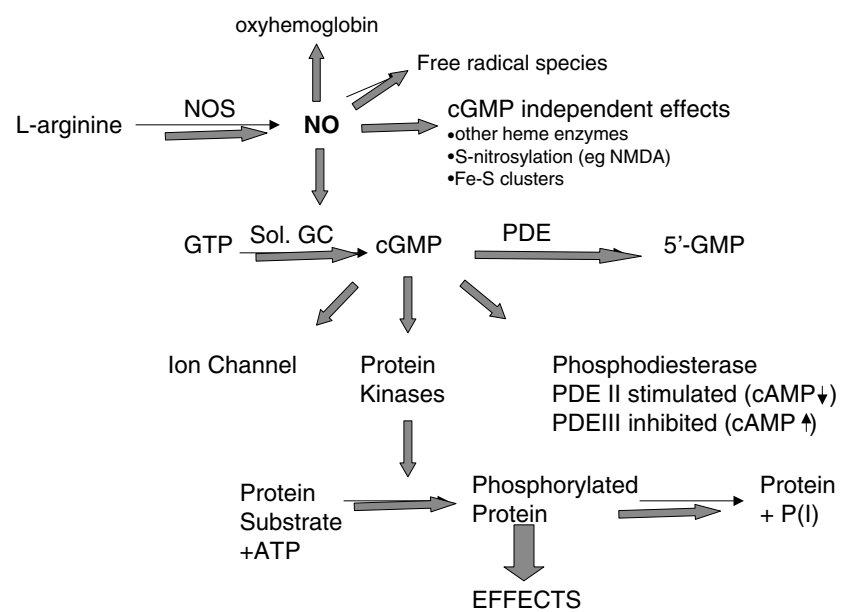 oxyhemoglobin
Free radical species
NOS
L-arginine
NO
cGMP independent effects
•other heme enzymes
•S-nitrosylation (eg NMDA)
•Fe-S clusters
GTP
Sol. GC
cGMP
PDE
5’-GMP
Ion Channel
Protein
Kinases
Phosphodiesterase
PDE II stimulated (cAMP↓)
PDEIII inhibited (cAMP ↑)
Protein
Substrate
+ATP
Phosphorylated
Protein
Protein
+ P(I)
EFFECTS